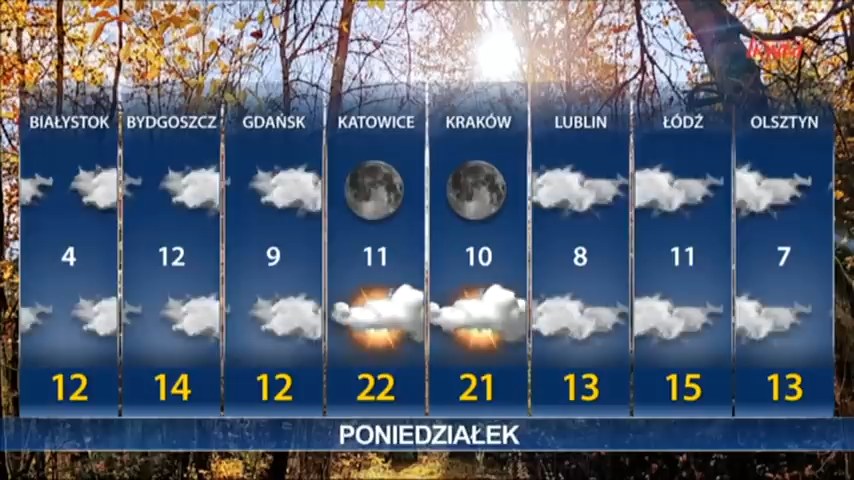 BIAŁYSTOK BYDGOSZCZ GDAŃSK KATOWICE KRAKÓW LUBLIN ŁÓDŹ OLSZTYN
4 12 9 11 10 8 11 7
12 14 12 22 21 13 15 13
PONIEDZIAŁEK